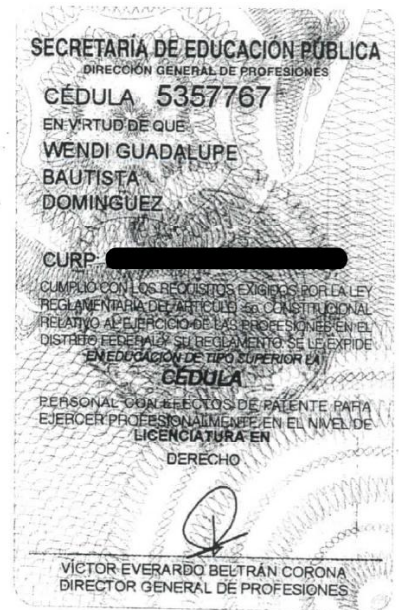 SECRETARÍA DE EDUCACIÓN PÚBLICA
DIRECCIÓN GENERAL DE PROFESIONES
CÉDULA 5357767
EN VIRTUD DE QUE
WENDI GUADALUPE
BAUTISTA
DOMINGUEZ
CURP
CUMPLIÓ CON LOS REQUISITOS EXIGIDOS POR LA LEY
REGLAMENTARIA DEL ARTÍCULO 5o. CONSTITUCIONAL
RELATIVO AL EJERCICIO DE LAS PROFESIONES EN EL
DISTRITO FEDERAL Y SU REGLAMENTO SE LE EXPIDE
EN EDUCACIÓN DE TIPO SUPERIOR LA
CÉDULA
PERSONAL CON EFECTOS DE PATENTE PARA
EJERCER PROFESIONALMENTE EN EL NIVEL DE
LICENCIATURA EN
DERECHO
VÍCTOR EVERARDO BELTRÁN CORONA
DIRECTOR GENERAL DE PROFESIONES